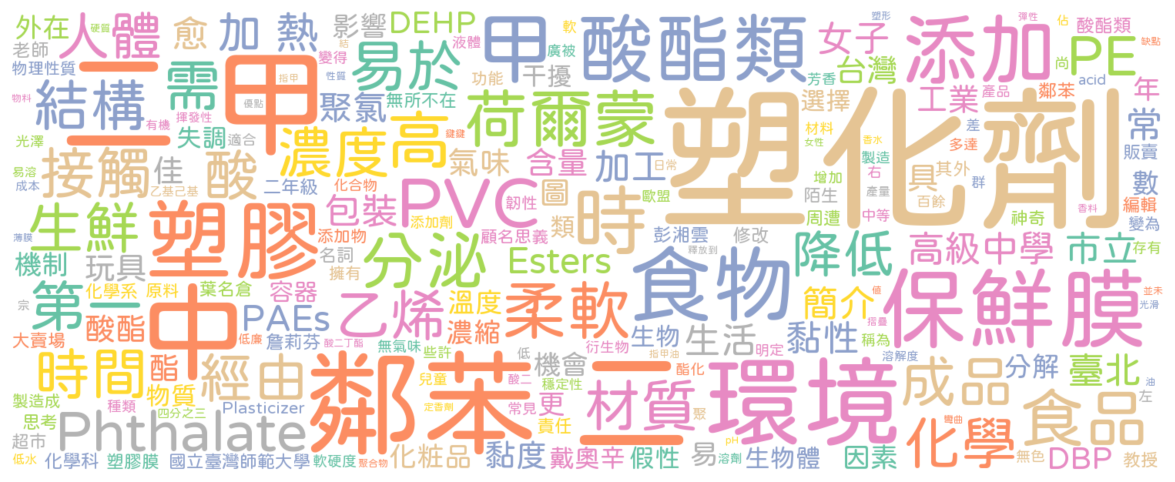 外在
人體
愈
加熱
影響
DEHP
液體
軟
廣被
甲
酸酯類
塑形
女子
彈性
添加
佔
酸酯類
PE
缺點
硬質
老師
物理性質
一
需
甲
指甲
變得
性質
易於
功能
干擾
芳香
台灣
尚
acid
結構
物料
有機
揮發性
優點
聚氯
無所不在
荷爾蒙
選擇
工業
產品
鄰苯
年
光澤
失調
適合
濃度
高
鍵鍵
氣味
含量
加工
日常
塑化劑
材料
女性
香水
差
多達
常
販賣
接觸
佳
酸
二年級
化合物
PVC
韌性
圖
歐盟
時
製造
增加
右
陌生
產量
具
其外
群
百餘
數
易溶
成本
乙基己基
包裝
添加劑
類
周遭
中等
神奇
香料
編輯
變為
薄膜
生鮮
塑膠
添加物
名詞
顧名思義
彭湘雲
修改
釋放到
降低
高級中學
市立
存有
機制
玩具
擁有
分泌
Esters
食物
宗
化學系
原料
葉名倉
容器
第一
中
PAEs
乙烯
溫度
柔軟
生物
生活
簡介
黏性
值
摺疊
保鮮膜
並未
光滑
大賣場
酸酯
低廉
詹莉芬
酸二丁酯
濃縮
衍生物
明定
稱為
溶解度
無氣味
些許
低
機會
指甲油
酯化
時間
酯
經由
鄰苯二
兒童
酸二
穩定性
材質
環境
成品
分解
臺北
油
左
製造成
物質
種類
四分之三
Plasticizer
定香劑
常見
更
聚
食品
思考
超市
Phthalate
責任
化學
彎曲
低水
化學科
塑膠膜
國立臺灣師範大學
軟硬度
聚合物
化粧品
黏度
戴奧辛
假性
易
pH
溶劑
生物體
因素
無色
DBP
教授